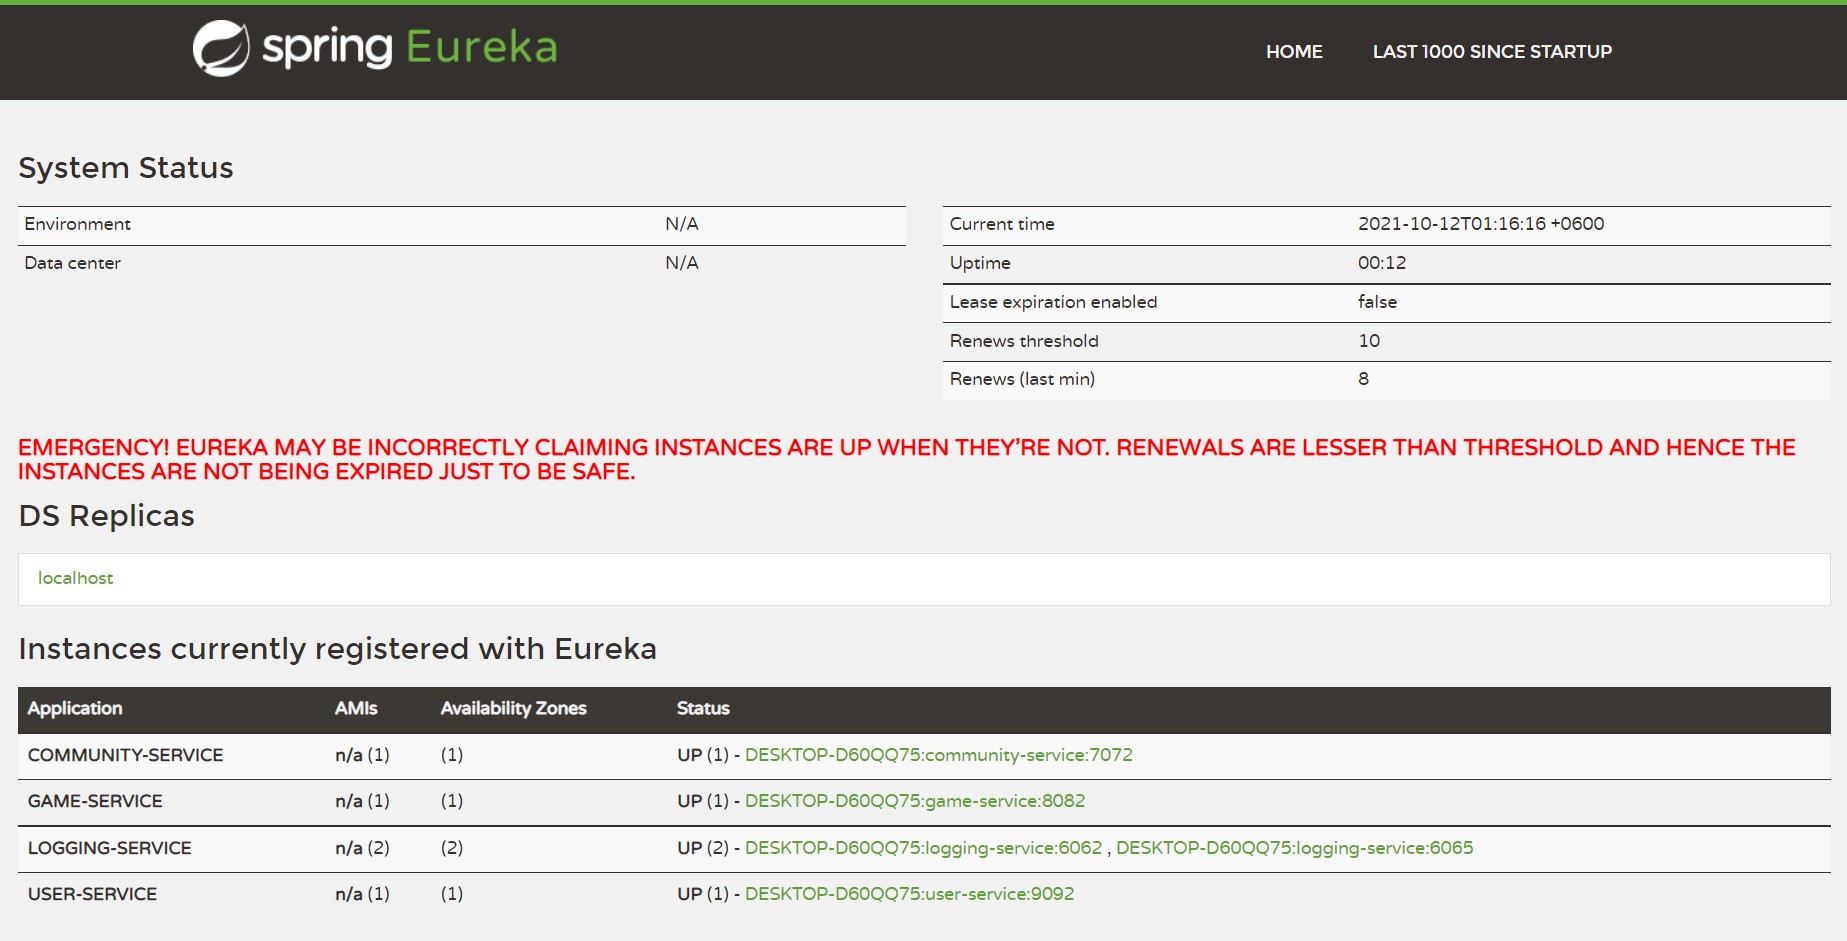 spring Eureka
HOME LAST 1000 SINCE STARTUP
System Status
Environment N/A
Data center N/A
Current time 2021-10-12T01:16:16 +0600
Uptime 00:12
Lease expiration enabled false
Renews threshold 10
Renews (last min) 8
EMERGENCY! EUREKA MAY BE INCORRECTLY CLAIMING INSTANCES ARE UP WHEN THEY’RE NOT. RENEWALS ARE LESSER THAN THRESHOLD AND HENCE THE
INSTANCES ARE NOT BEING EXPIRED JUST TO BE SAFE.
DS Replicas
localhost
Instances currently registered with Eureka
Application AMIs Availability Zones Status
COMMUNITY-SERVICE n/a (1) (1) UP (1) - DESKTOP-D60QQ75:community-service:7072
GAME-SERVICE n/a (1) (1) UP (1) - DESKTOP-D60QQ75:game-service:8082
LOGGING-SERVICE n/a (2) (2) UP (2) - DESKTOP-D60QQ75:logging-service:6062 , DESKTOP-D60QQ75:logging-service:6065
USER-SERVICE n/a (1) (1) UP (1) - DESKTOP-D60QQ75:user-service:9092